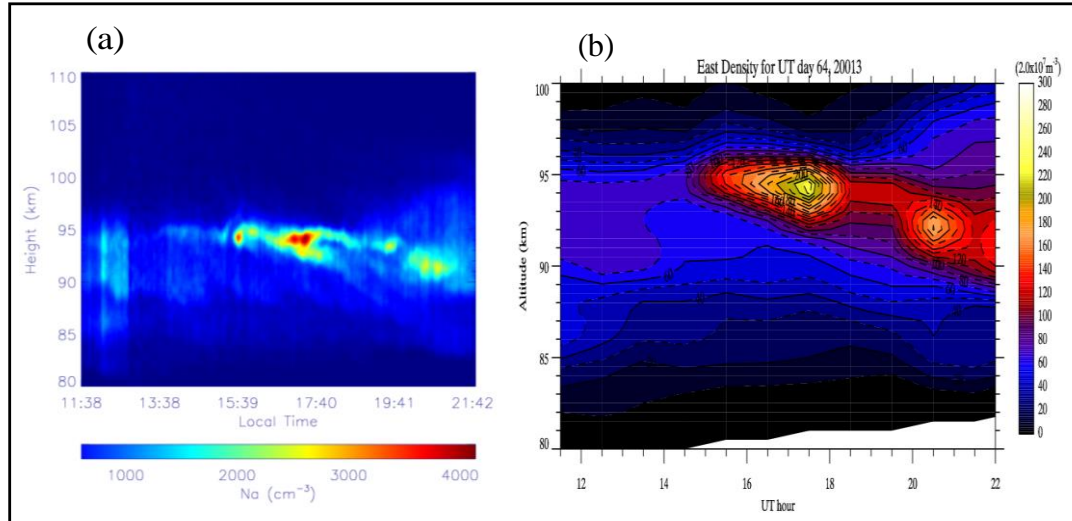 (a)
110
105
100
95
90
85
80
Height (km)
11:38 13:38 15:39 17:40 19:41 21:42
Local Time
1000 2000 3000 4000
Na (cm⁻³)
(b)
East Density for UT day 64, 20013
(2.0x10⁷m⁻³)
100
95
90
85
80
Altitude (km)
12 14 16 18 20 22
UT hour
300
280
260
240
220
200
180
160
140
120
100
80
60
40
20
0